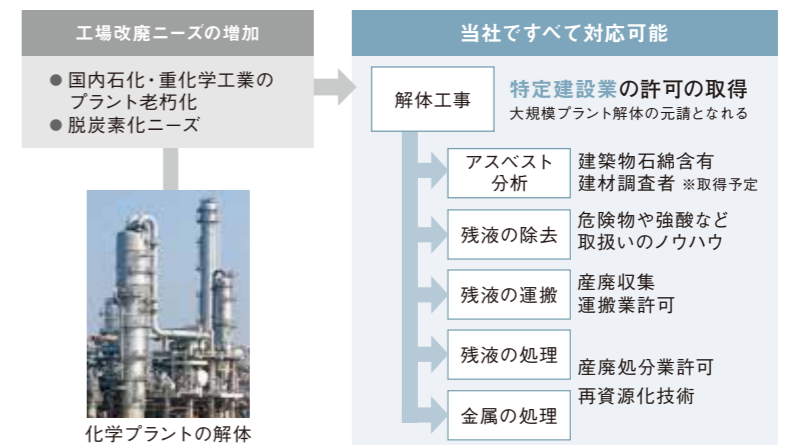 工場改廃ニーズの増加
● 国内石化・重化学工業の
プラント老朽化
● 脱炭素化ニーズ
化学プラントの解体
当社ですべて対応可能
解体工事
特定建設業の許可の取得
大規模プラント解体の元請となれる
アスベスト
分析
建築物石綿含有
建材調査者 ※取得予定
残液の除去
危険物や強酸など
取扱いのノウハウ
残液の運搬
産廃収集
運搬業許可
残液の処理
産廃処分業許可
金属の処理
再資源化技術